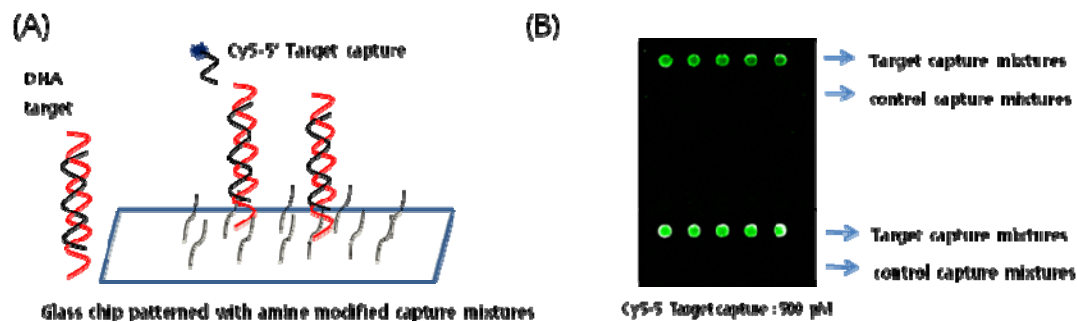 (A)
Cy5-5' Target capture
DNA
target
Glass chip patterned with amine modified capture mixtures
(B)
Target capture mixtures
control capture mixtures
Target capture mixtures
control capture mixtures
Cy5-5 Target capture : 500 pM